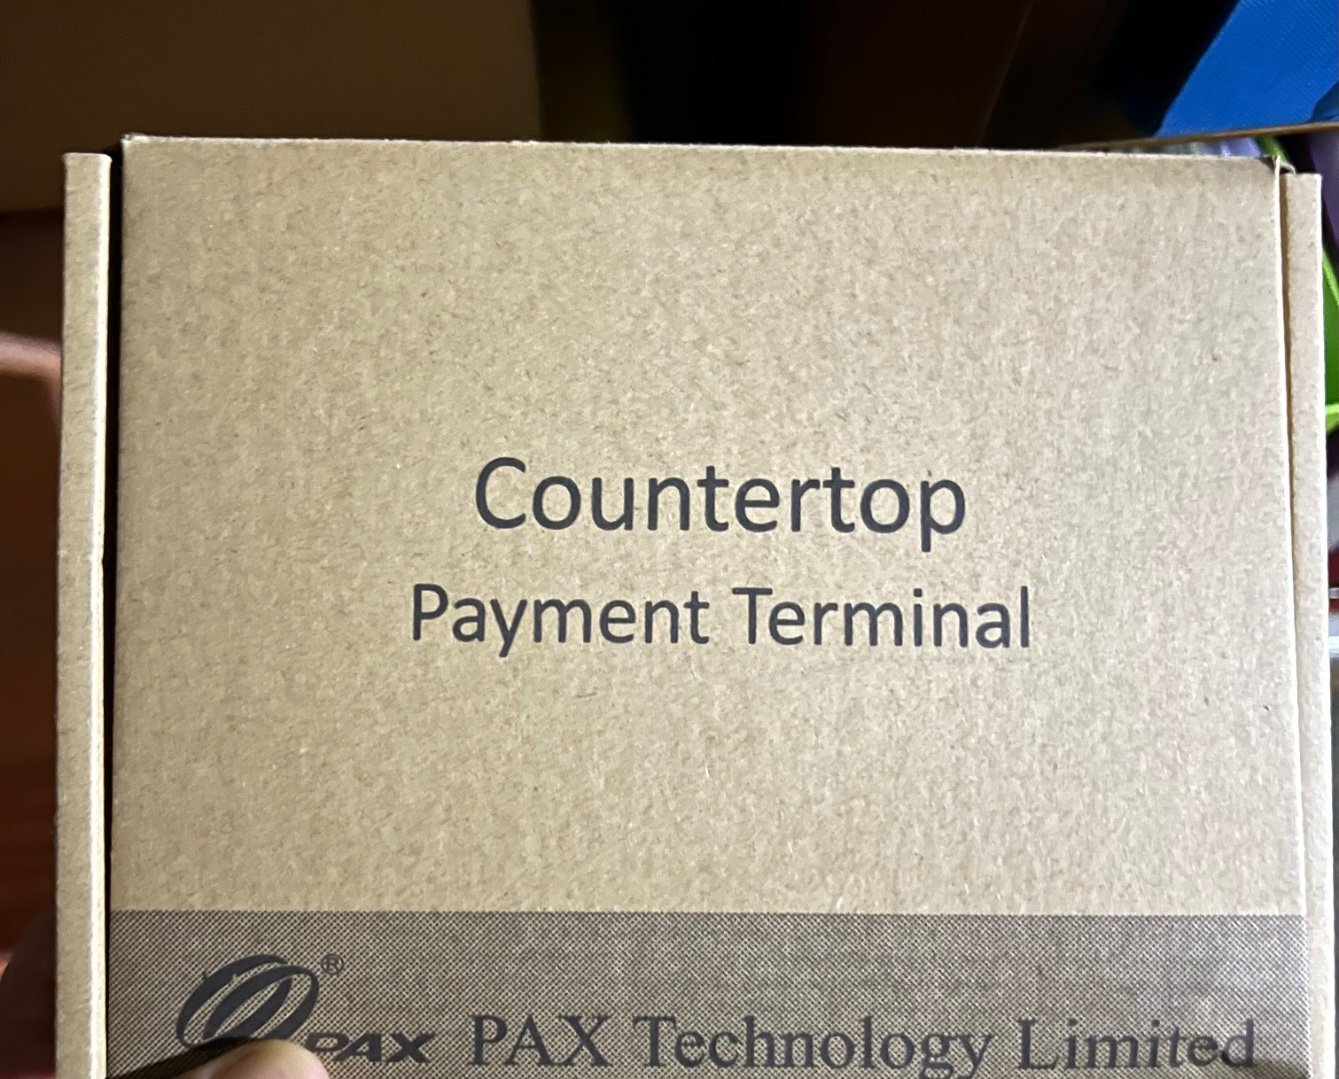 Countertop
Payment Terminal
®
PAX PAX Technology Limited